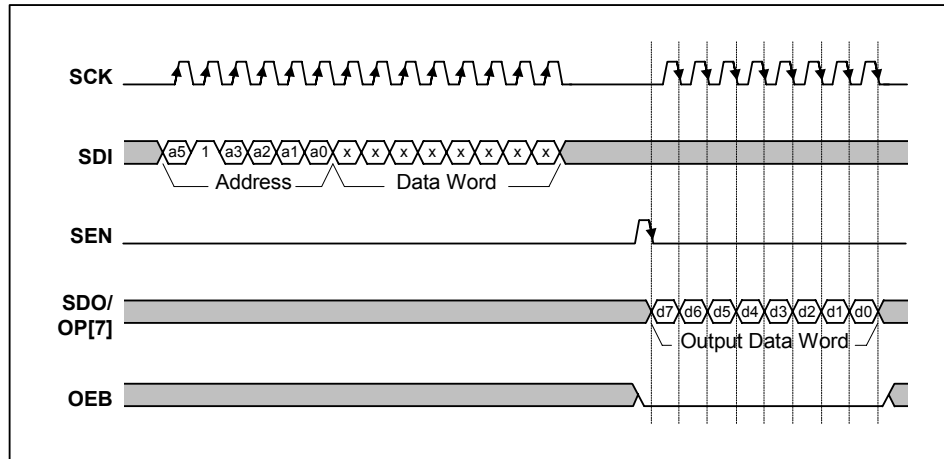 SCK
SDI
a5 1 a3 a2 a1 a0 x x x x x x x x
Address Data Word
SEN
SDO/
OP[7]
d7 d6 d5 d4 d3 d2 d1 d0
Output Data Word
OEB